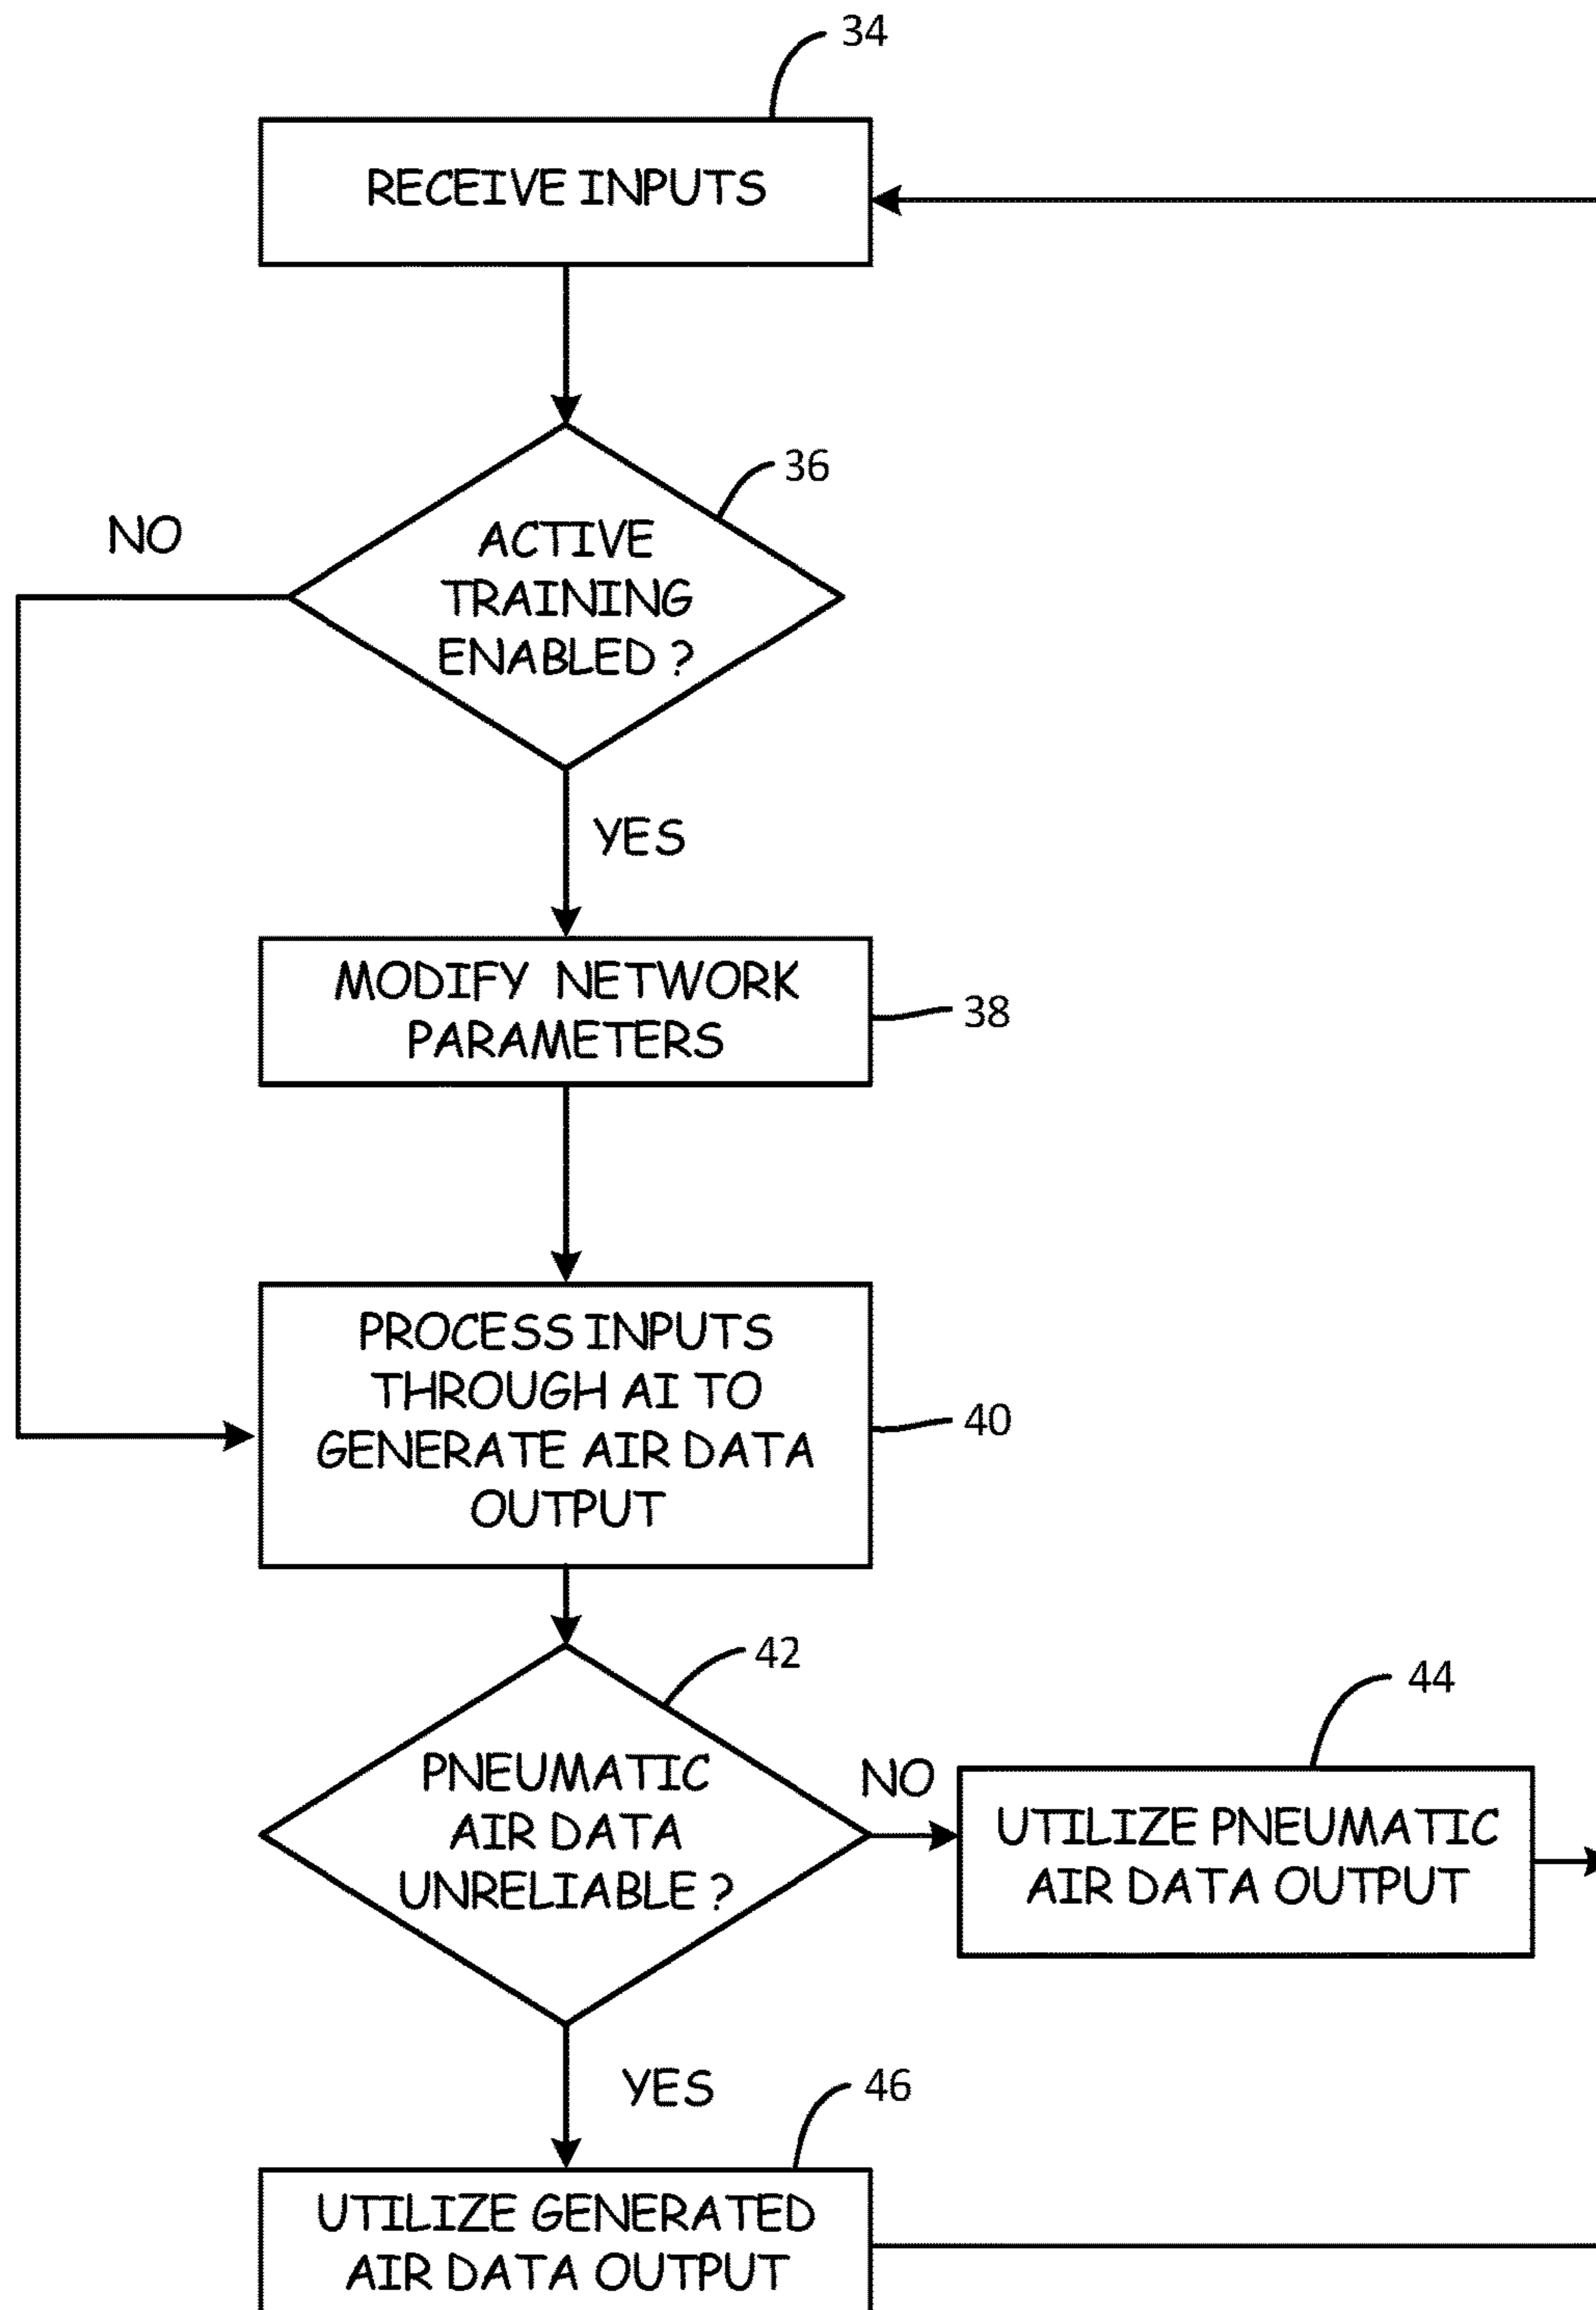 34
RECEIVE INPUTS
36
NO
ACTIVE
TRAINING
ENABLED ?
YES
MODIFY NETWORK
PARAMETERS
38
PROCESS INPUTS
THROUGH AI TO
GENERATE AIR DATA
OUTPUT
40
42
PNEUMATIC
AIR DATA
UNRELIABLE ?
NO
44
UTILIZE PNEUMATIC
AIR DATA OUTPUT
YES
46
UTILIZE GENERATED
AIR DATA OUTPUT